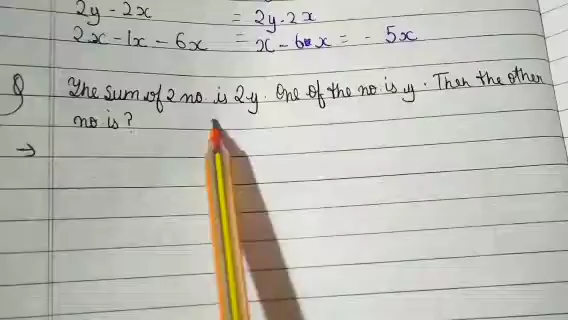 2y - 2x = 2y - 2x
2x - 1x - 6x = x - 6x = - 5x
Q The sum of 2 no is 2y. One of the no is y. Then the other
no is?
→